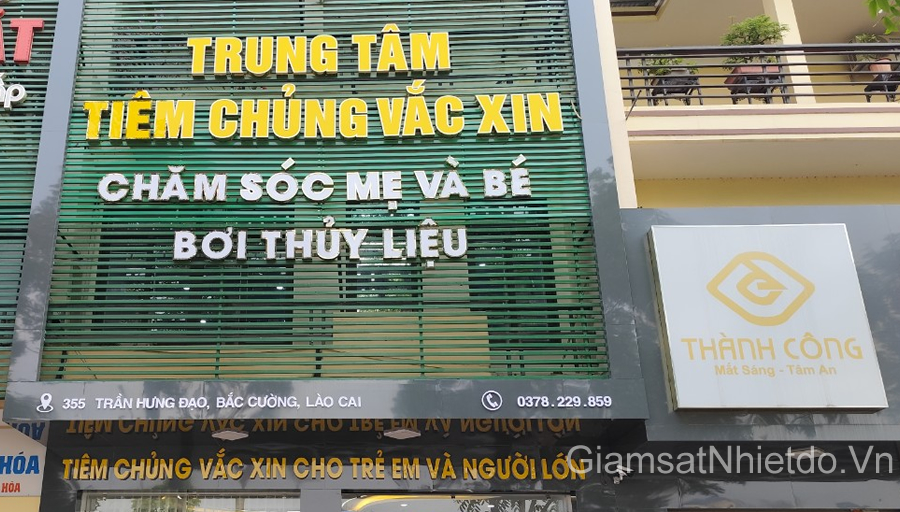 TRUNG TÂM
TIÊM CHỦNG VẮC XIN
CHĂM SÓC MẸ VÀ BÉ
BƠI THỦY LIỆU
THÀNH CÔNG
Mắt Sáng - Tâm An
355 TRẦN HƯNG ĐẠO, BẮC CƯỜNG, LÀO CAI
0378.229.859
TIÊM CHỦNG VẮC XIN CHO TRẺ EM VÀ NGƯỜI LỚN
HÓA
HÓA
GiamsatNhietdo.Vn